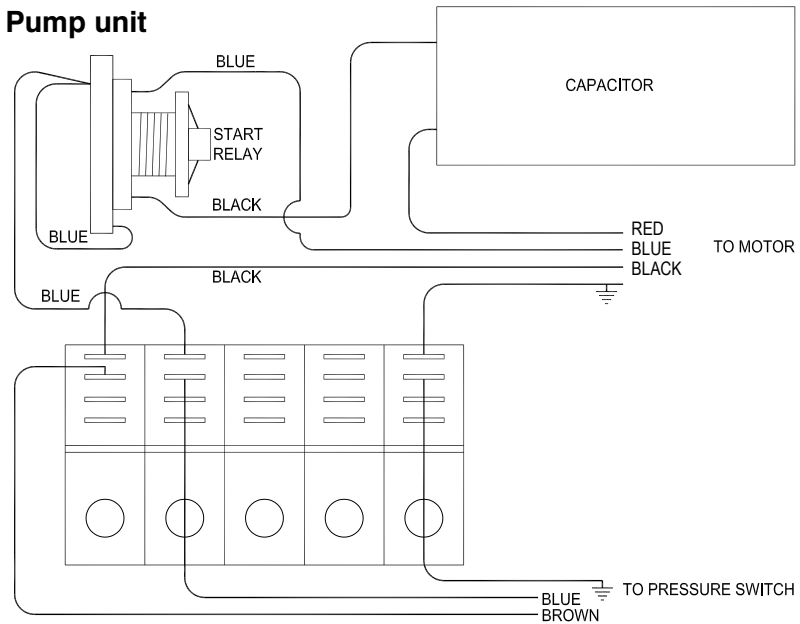 Pump unit
BLUE
CAPACITOR
START
RELAY
BLACK
BLUE
RED
BLUE
TO MOTOR
BLACK
BLACK
BLUE
TO PRESSURE SWITCH
BLUE
BROWN